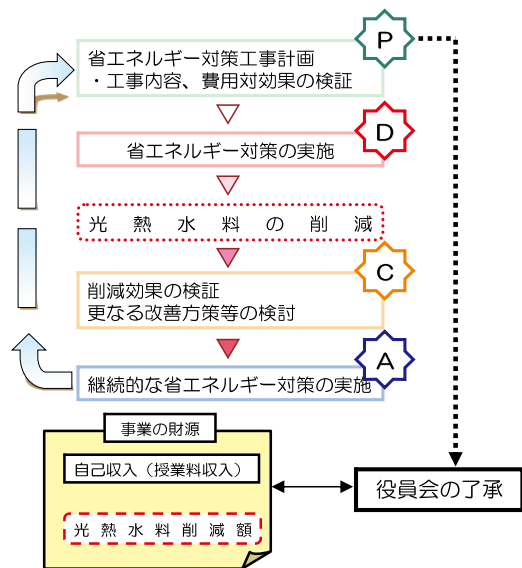 省エネルギー対策工事計画
・工事内容、費用対効果の検証
P
省エネルギー対策の実施
D
光熱水料の削減
削減効果の検証
更なる改善方策等の検討
C
継続的な省エネルギー対策の実施
A
事業の財源
自己収入（授業料収入）
光熱水料削減額
役員会の了承